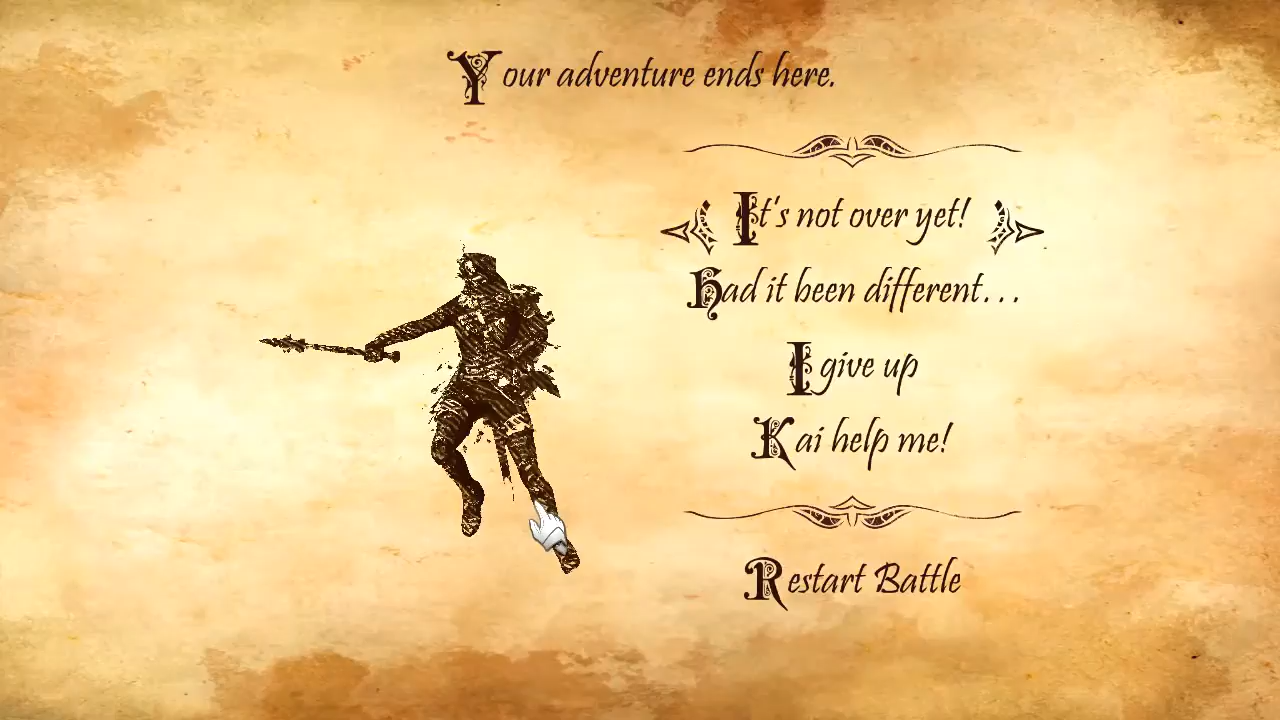 Your adventure ends here.
It's not over yet!
Had it been different...
I give up
Kai help me!
Restart Battle